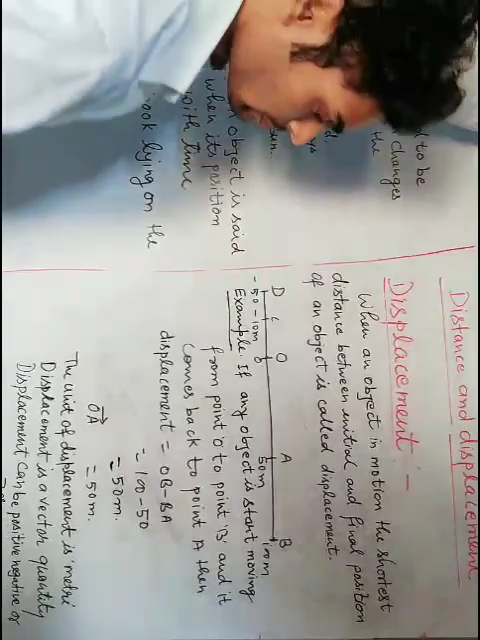 Distance and displacement
Displacement :-
When an object in motion the shortest
distance between initial and final position
of an object is called displacement.
D C O A B
-50 -10m 0 50m 100m
Example. If any object is start moving
from point O to point 'B' and it
comes back to point A then
displacement = OB-BA
= 100-50
= 50m.
OA = 50m.
The unit of displacement is 'metre
Displacement is a vector quantity
Displacement can be positive negative or
d to be
changes
the
d.
sun.
object is said
when its position
with time
ook lying on the